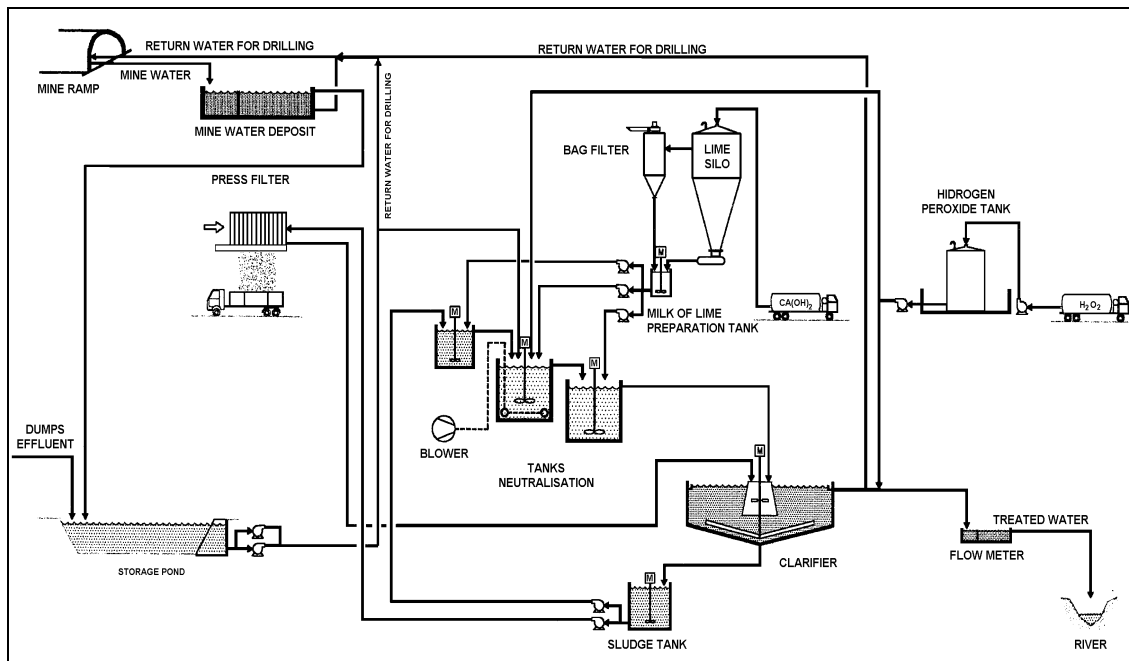 RETURN WATER FOR DRILLING
RETURN WATER FOR DRILLING
MINE WATER
MINE RAMP
MINE WATER DEPOSIT
RETURN WATER FOR DRILLING
BAG FILTER
LIME
SILO
PRESS FILTER
HIDROGEN
PEROXIDE TANK
M
CA(OH)2
H2O2
MILK OF LIME
PREPARATION TANK
M
M
M
DUMPS
EFFLUENT
BLOWER
TANKS
NEUTRALISATION
M
TREATED WATER
FLOW METER
CLARIFIER
STORAGE POND
M
SLUDGE TANK
RIVER